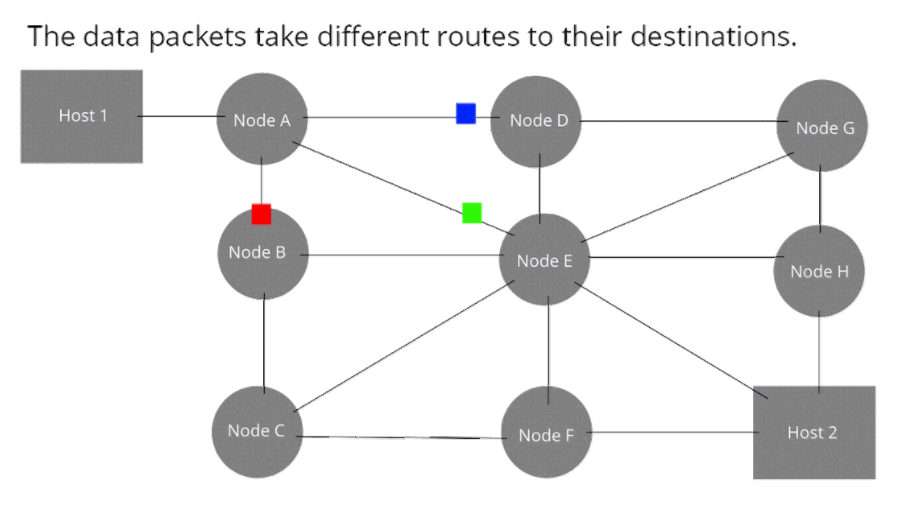 The data packets take different routes to their destinations.
Host 1
Node A
Node D
Node G
Node B
Node E
Node H
Node C
Node F
Host 2